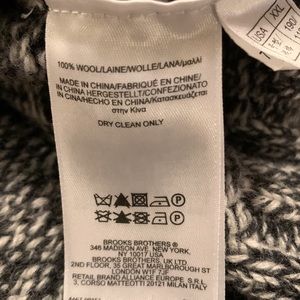 100% WOOL/LAINE/WOLLE/LANA/μαλλί
MADE IN CHINA/FABRIQUÉ EN CHINE/
IN CHINA HERGESTELLT/CONFEZIONATO
IN CINA/HECHO EN CHINA/Κατασκευάζεται
στην Κίνα
DRY CLEAN ONLY
BROOKS BROTHERS ®
346 MADISON AVE. NEW YORK,
NY 10017 USA
BROOKS BROTHERS, UK LTD
2ND FLOOR, 35 GREAT MARLBOROUGH ST
LONDON W1F 7JF
RETAIL BRAND ALLIANCE EUROPE, S.R.L.
3, CORSO MATTEOTTI 20121 MILAN ITALY
USA
XXL
190